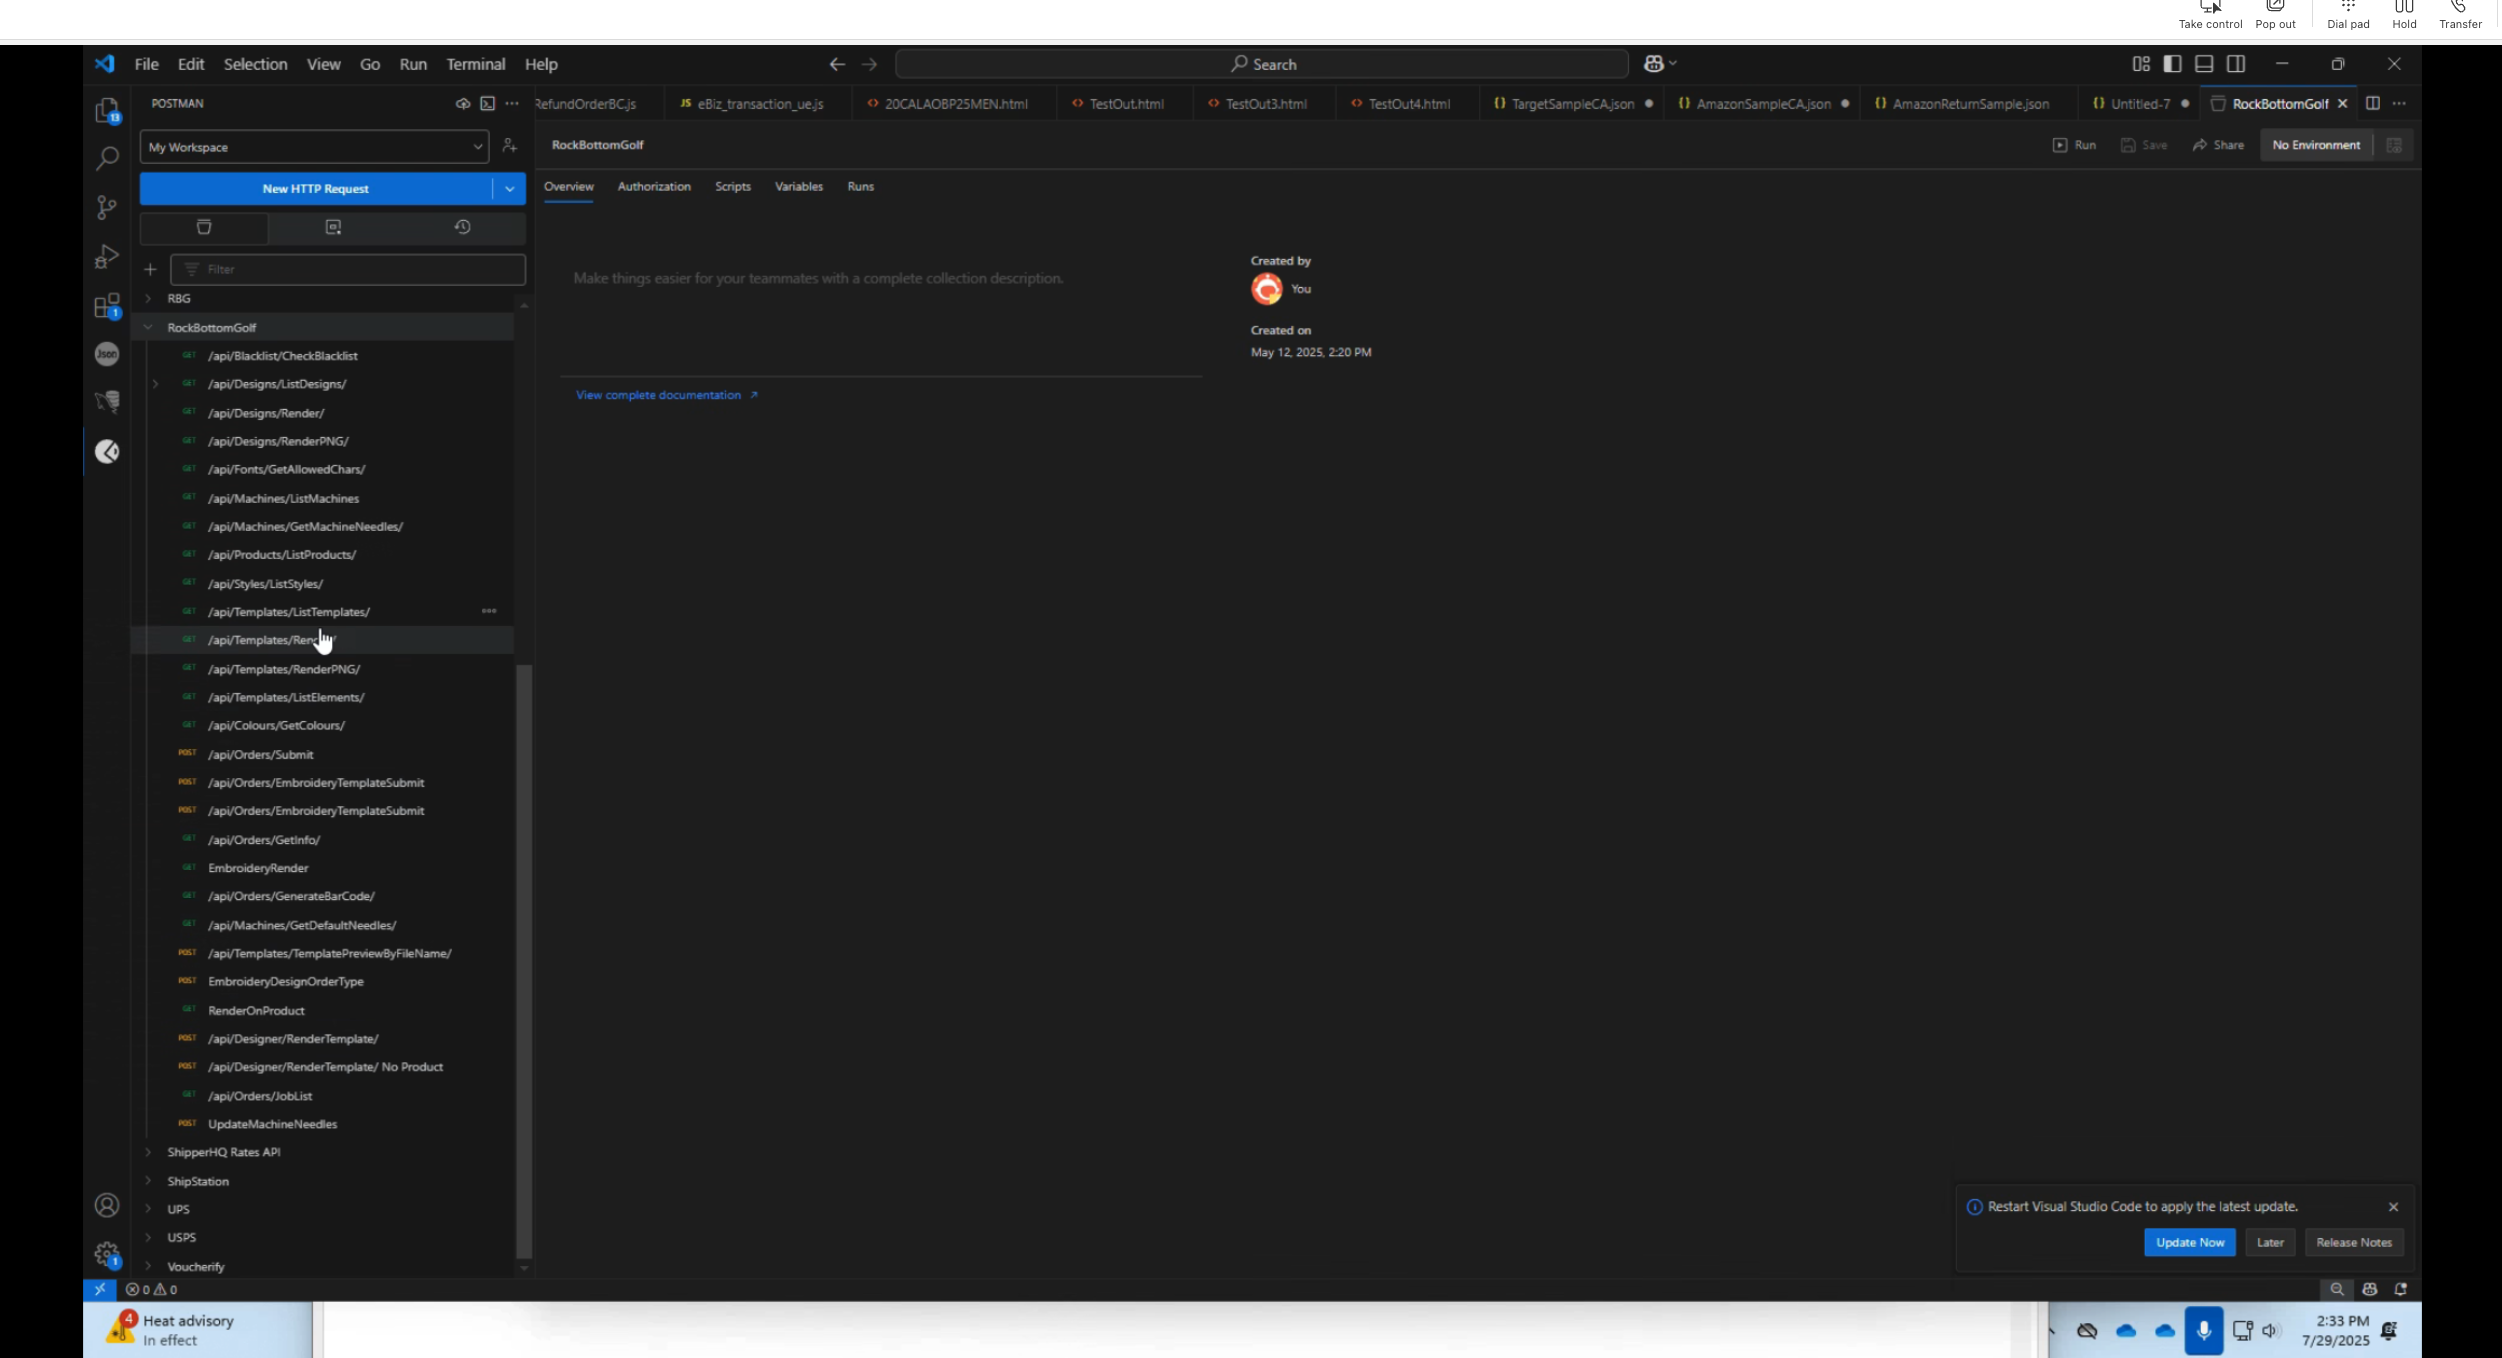 Take control Pop out Dial pad Hold Transfer
File Edit Selection View Go Run Terminal Help
Search
POSTMAN
RefundOrderBC.js
JS eBiz_transaction_ue.js
<> 20CALAOBP25MEN.html
<> TestOut.html
<> TestOut3.html
<> TestOut4.html
{} TargetSampleCA.json
{} AmazonSampleCA.json
{} AmazonReturnSample.json
{} Untitled-7
RockBottomGolf
13
My Workspace
RockBottomGolf
Run Save Share No Environment
New HTTP Request
Overview Authorization Scripts Variables Runs
Filter
Make things easier for your teammates with a complete collection description.
Created by
You
Created on
May 12, 2025, 2:20 PM
View complete documentation
1
Json
RBG
RockBottomGolf
GET /api/Blacklist/CheckBlacklist
GET /api/Designs/ListDesigns/
GET /api/Designs/Render/
GET /api/Designs/RenderPNG/
GET /api/Fonts/GetAllowedChars/
GET /api/Machines/ListMachines
GET /api/Machines/GetMachineNeedles/
GET /api/Products/ListProducts/
GET /api/Styles/ListStyles/
GET /api/Templates/ListTemplates/
GET /api/Templates/Ren
GET /api/Templates/RenderPNG/
GET /api/Templates/ListElements/
GET /api/Colours/GetColours/
POST /api/Orders/Submit
POST /api/Orders/EmbroideryTemplateSubmit
POST /api/Orders/EmbroideryTemplateSubmit
GET /api/Orders/GetInfo/
GET EmbroideryRender
GET /api/Orders/GenerateBarCode/
GET /api/Machines/GetDefaultNeedles/
POST /api/Templates/TemplatePreviewByFileName/
POST EmbroideryDesignOrderType
GET RenderOnProduct
POST /api/Designer/RenderTemplate/
POST /api/Designer/RenderTemplate/ No Product
GET /api/Orders/JobList
POST UpdateMachineNeedles
ShipperHQ Rates API
ShipStation
UPS
USPS
Voucherify
1
Restart Visual Studio Code to apply the latest update.
Update Now Later Release Notes
0 0
4
Heat advisory
In effect
2:33 PM
7/29/2025